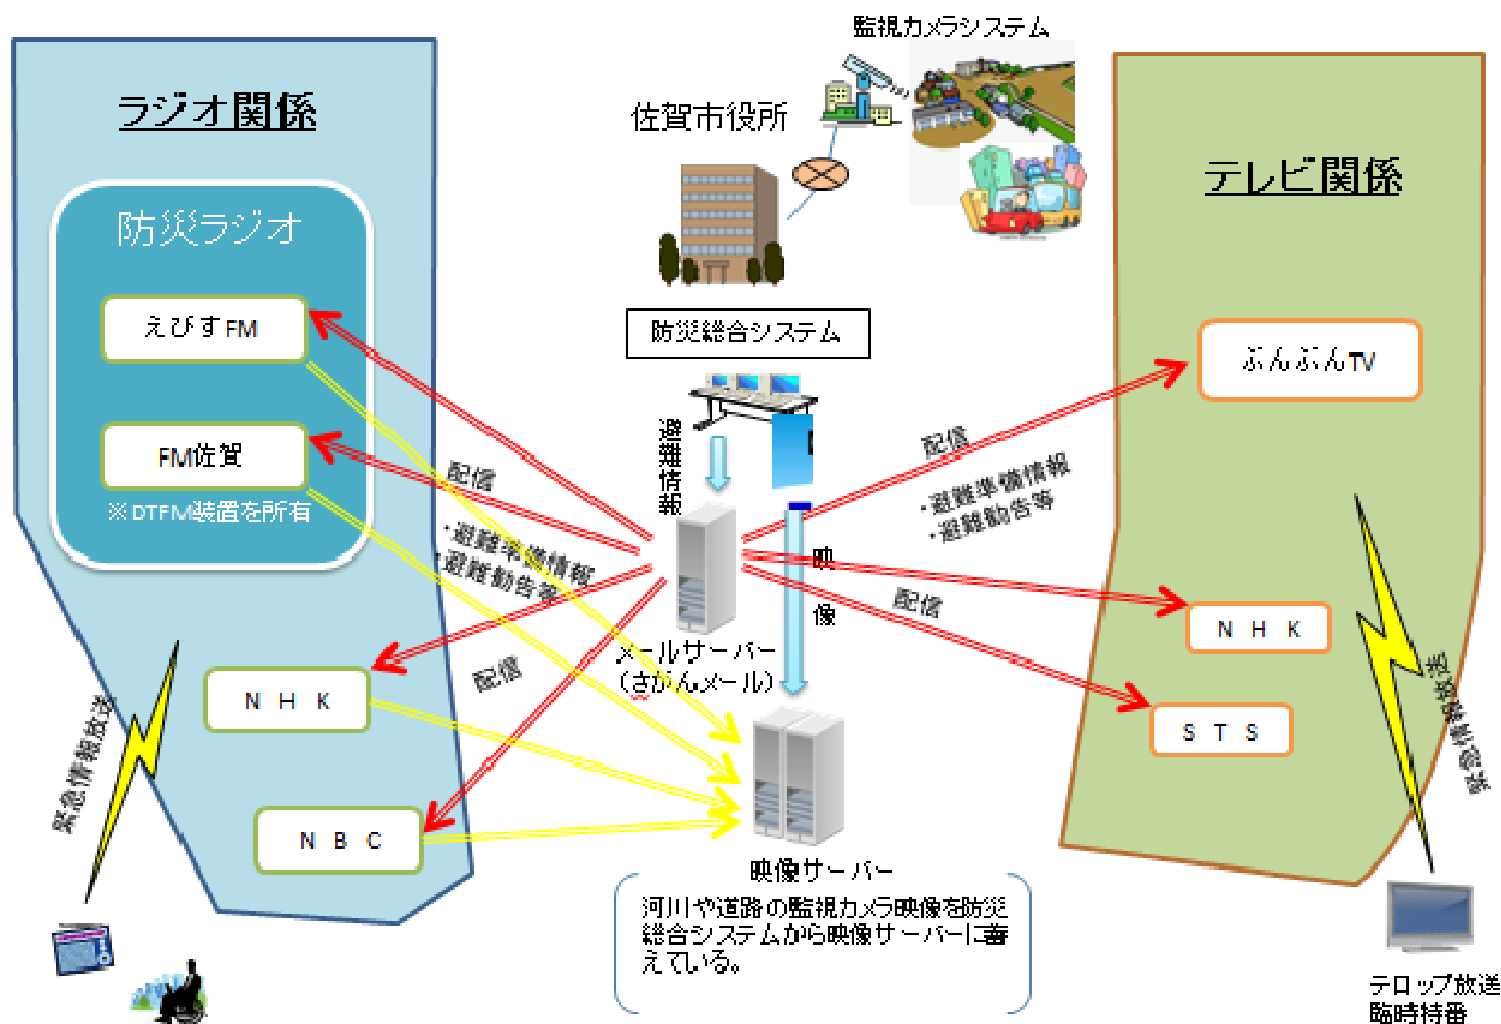 監視カメラシステム
佐賀市役所
ラジオ関係
防災ラジオ
えびすFM
FM佐賀
※DTFM装置を所有
N H K
N B C
緊急情報放送
配信
・避難準備情報
・避難勧告等
配信
防災総合システム
避難情報
映像
メールサーバー
（さがんメール）
映像サーバー
河川や道路の監視カメラ映像を防災
総合システムから映像サーバーに蓄
えている。
テレビ関係
ぶんぶんTV
配信
・避難準備情報
・避難勧告等
配信
N H K
S T S
緊急情報放送
テロップ放送
臨時特番